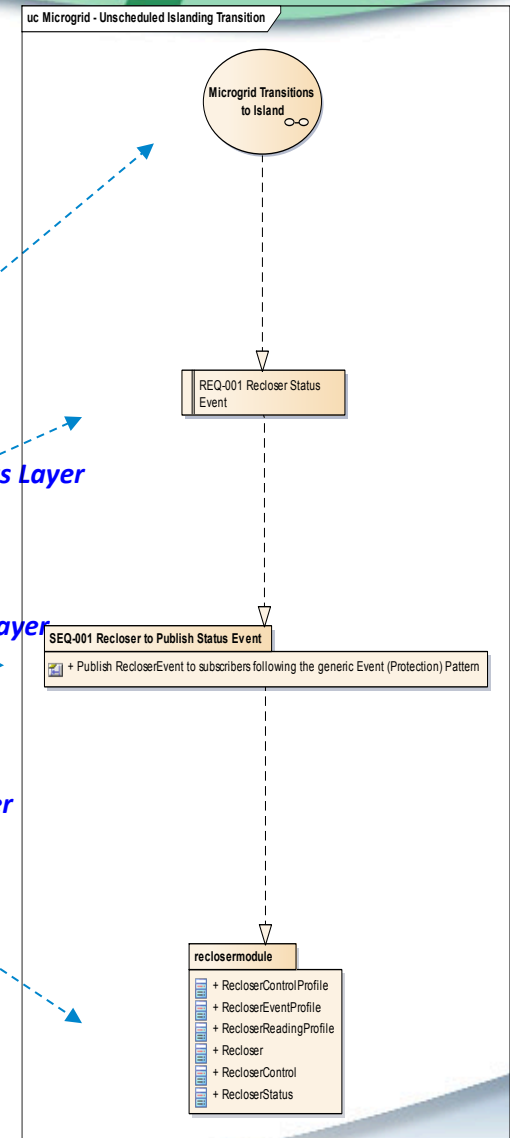 uc Microgrid - Unscheduled Islanding Transition
Microgrid Transitions
to Island
REQ-001 Recloser Status
Event
s Layer
ayer
SEQ-001 Recloser to Publish Status Event
+ Publish RecloserEvent to subscribers following the generic Event (Protection) Pattern
er
reclosermodule
+ RecloserControlProfile
+ RecloserEventProfile
+ RecloserReadingProfile
+ Recloser
+ RecloserControl
+ RecloserStatus